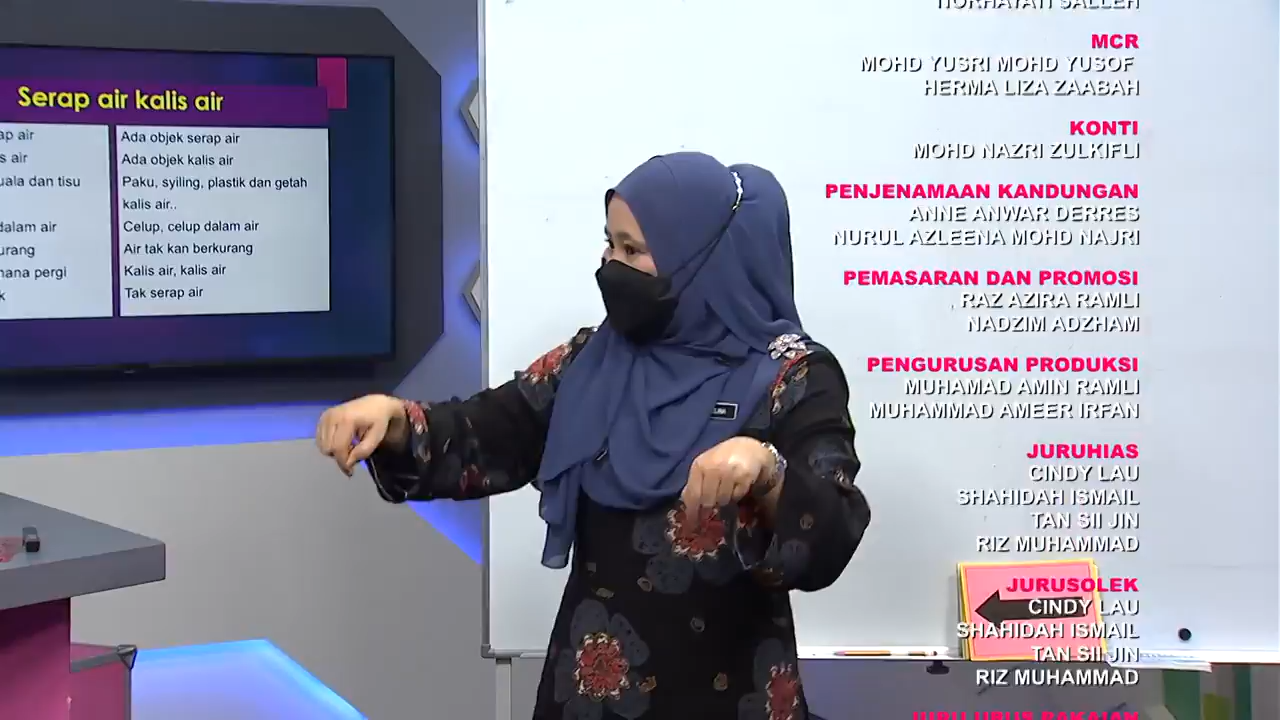 Serap air kalis air
ap air
s air
uala dan tisu
dalam air
urang
nana pergi
k
Ada objek serap air
Ada objek kalis air
Paku, syiling, plastik dan getah
kalis air..
Celup, celup dalam air
Air tak kan berkurang
Kalis air, kalis air
Tak serap air
NURHAYATI SALLEH
MCR
MOHD YUSRI MOHD YUSOF
HERMA LIZA ZAABAH
KONTI
MOHD NAZRI ZULKIFLI
PENJENAMAAN KANDUNGAN
ANNE ANWAR DERRES
NURUL AZLEENA MOHD NAJRI
PEMASARAN DAN PROMOSI
RAZ AZIRA RAMLI
NADZIM ADZHAM
PENGURUSAN PRODUKSI
MUHAMAD AMIN RAMLI
MUHAMMAD AMEER IRFAN
JURUHIAS
CINDY LAU
SHAHIDAH ISMAIL
TAN SII JIN
RIZ MUHAMMAD
JURUSOLEK
CINDY LAU
SHAHIDAH ISMAIL
TAN SII JIN
RIZ MUHAMMAD
JURU URUS PAKAIAN